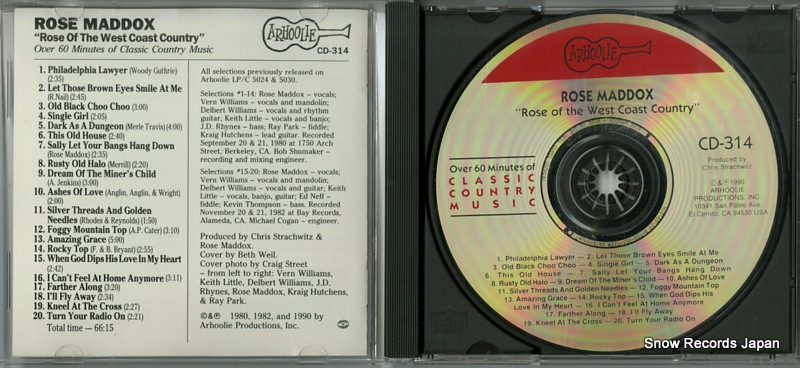 ROSE MADDOX
"Rose Of The West Coast Country"
Over 60 Minutes of Classic Country Music
ARHOOLIE
CD-314
1. Philadelphia Lawyer (Woody Guthrie)
(2:35)
2. Let Those Brown Eyes Smile At Me
(R.Nail) (2:45)
3. Old Black Choo Choo (3:00)
4. Single Girl (2:05)
5. Dark As a Dungeon (Merle Travis) (4:00)
6. This Old House (2:40)
7. Sally Let Your Bangs Hang Down
(Rose Maddox) (2:35)
8. Rusty Old Halo (Merrill) (2:20)
9. Dream Of The Miner's Child
(A. Jenkins) (3:00)
10. Ashes Of Love (Anglin, Anglin, & Wright)
(2:00)
11. Silver Threads And Golden
Needles (Rhodes & Reynolds) (1:50)
12. Foggy Mountain Top (A.P. Cater) (3:10)
13. Amazing Grace (5:00)
14. Rocky Top (F. & B. Bryant) (2:55)
15. When God Dips His Love In My Heart
(2:42)
16. I Can't Feel At Home Anymore (3:11)
17. Farther Along (3:20)
18. I'll Fly Away (2:34)
19. Kneel At The Cross (2:27)
20. Turn Your Radio On (2:21)
Total time — 66:15
All selections previously released on
Arhoolie LP/C 5024 & 5030.
Selections #1-14: Rose Maddox – vocals;
Vern Williams – vocals and mandolin;
Delbert Williams – vocals and rhythm
guitar; Keith Little – vocals and banjo;
J.D. Rhynes – bass; Ray Park – fiddle;
Kraig Hutchens – lead guitar. Recorded
September 20 & 21, 1980 at 1750 Arch
Street, Berkeley, CA. Bob Shumaker –
recording and mixing engineer.
Selections #15-20: Rose Maddox – vocals;
Vern Williams – vocals and mandolin;
Delbert Williams – vocals and guitar; Keith
Little – vocals, banjo, guitar; Ed Neff –
fiddle; Kevin Thompson – bass. Recorded
November 20 & 21, 1982 at Bay Records,
Alameda, CA. Michael Cogan – engineer.
Produced by Chris Strachwitz &
Rose Maddox.
Cover by Beth Weil.
Cover photo by Craig Street
– from left to right: Vern Williams,
Keith Little, Delbert Williams, J.D.
Rhynes, Rose Maddox, Kraig Hutchens,
& Ray Park.
©&℗ 1980, 1982, and 1990 by
Arhoolie Productions, Inc.
ARHOOLIE
ROSE MADDOX
"Rose of the West Coast Country"
CD-314
Produced by
Chris Strachwitz
Over 60 Minutes of
CLASSIC
COUNTRY
MUSIC
©&℗ 1990
ARHOOLIE
PRODUCTIONS, INC.
10341 San Pablo Ave
El Cerrito, CA 94530 USA
1. Philadelphia Lawyer — 2. Let Those Brown Eyes Smile At Me
3. Old Black Choo Choo — 4. Single Girl — 5. Dark As a Dungeon
6. This Old House — 7. Sally Let Your Bangs Hang Down
8. Rusty Old Halo — 9. Dream Of The Miner's Child — 10. Ashes Of Love
11. Silver Threads And Golden Needles — 12. Foggy Mountain Top
13. Amazing Grace — 14. Rocky Top — 15. When God Dips His
Love In My Heart — 16. I Can't Feel At Home Anymore
17. Farther Along — 18. I'll Fly Away
19. Kneel At The Cross — 20. Turn Your Radio On
Snow Records Japan